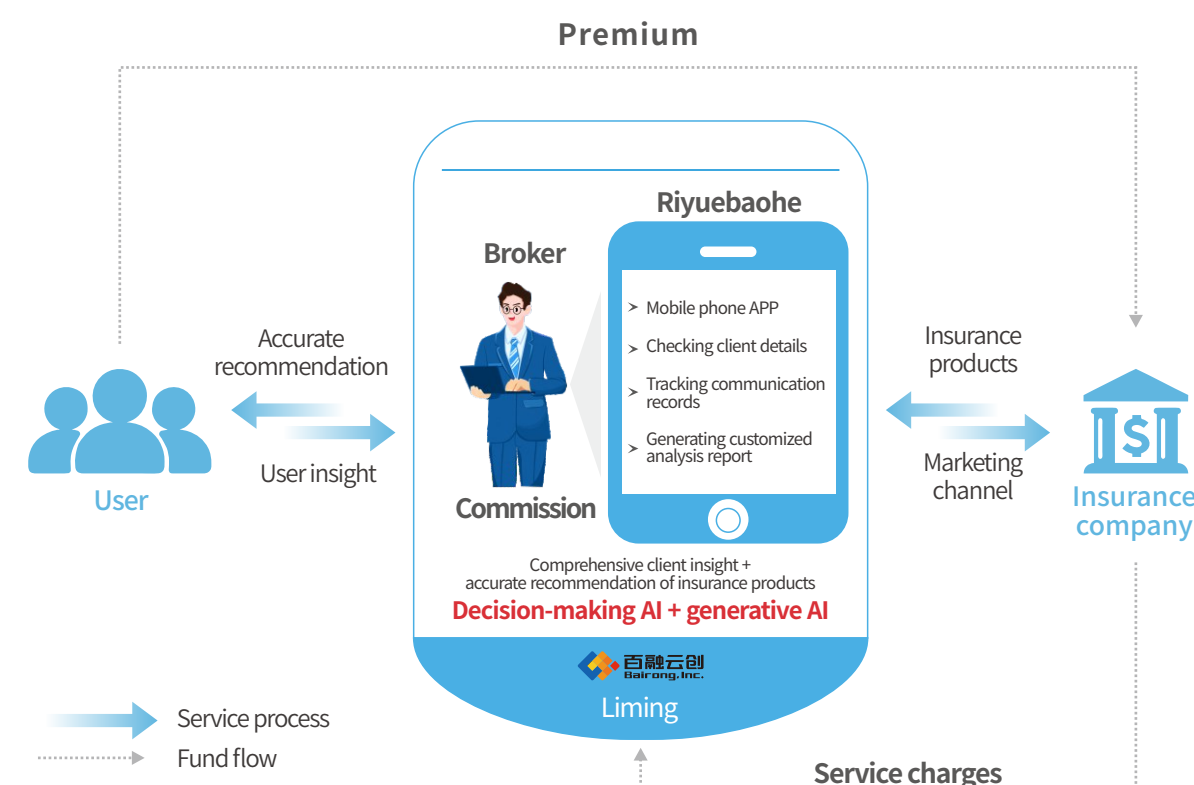 Premium
Riyuebaohe
Broker
➢ Mobile phone APP
➢ Checking client details
➢ Tracking communication
records
➢ Generating customized
analysis report
Commission
Comprehensive client insight +
accurate recommendation of insurance products
Decision-making AI + generative AI
百融云创
Bairong.Inc.
Liming
Accurate
recommendation
User insight
User
Insurance
products
Marketing
channel
$
Insurance
company
Service process
Fund flow
Service charges